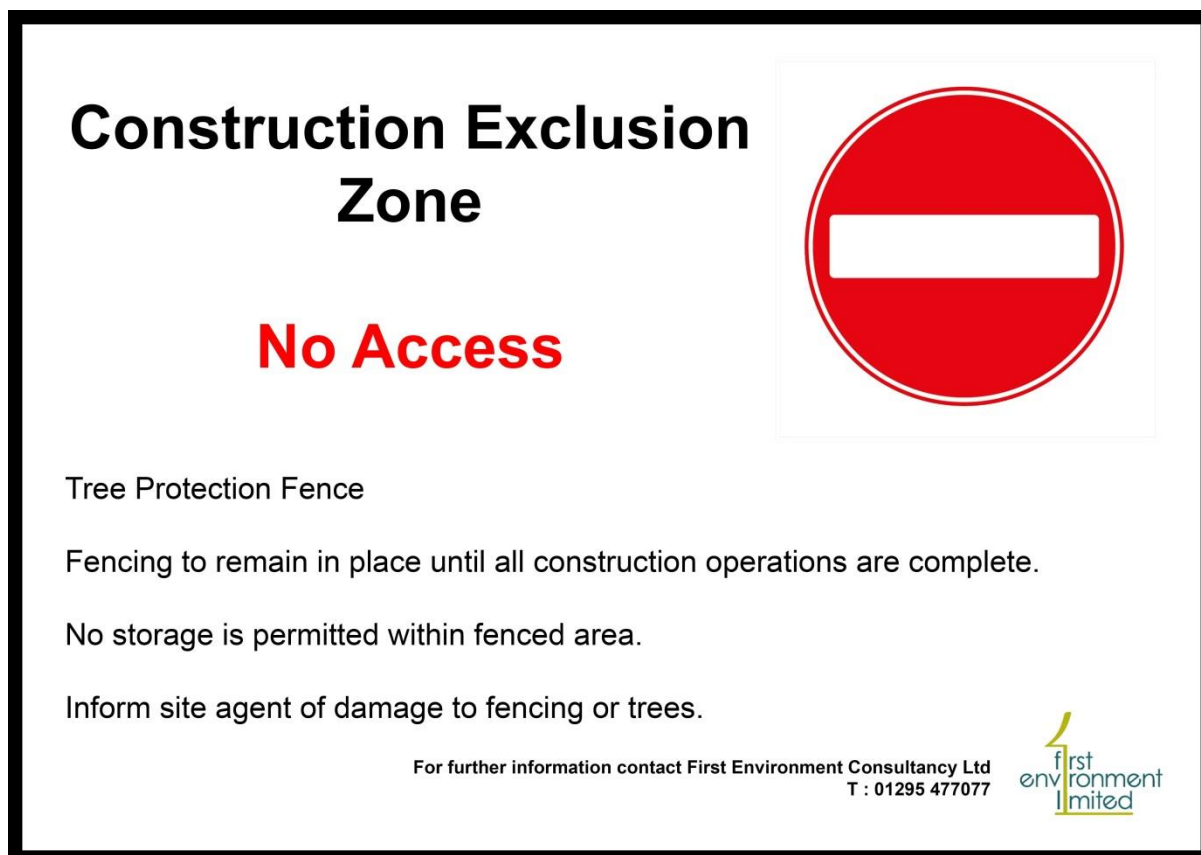 Construction Exclusion
Zone
No Access
Tree Protection Fence
Fencing to remain in place until all construction operations are complete.
No storage is permitted within fenced area.
Inform site agent of damage to fencing or trees.
For further information contact First Environment Consultancy Ltd
T : 01295 477077
first
environment
limited